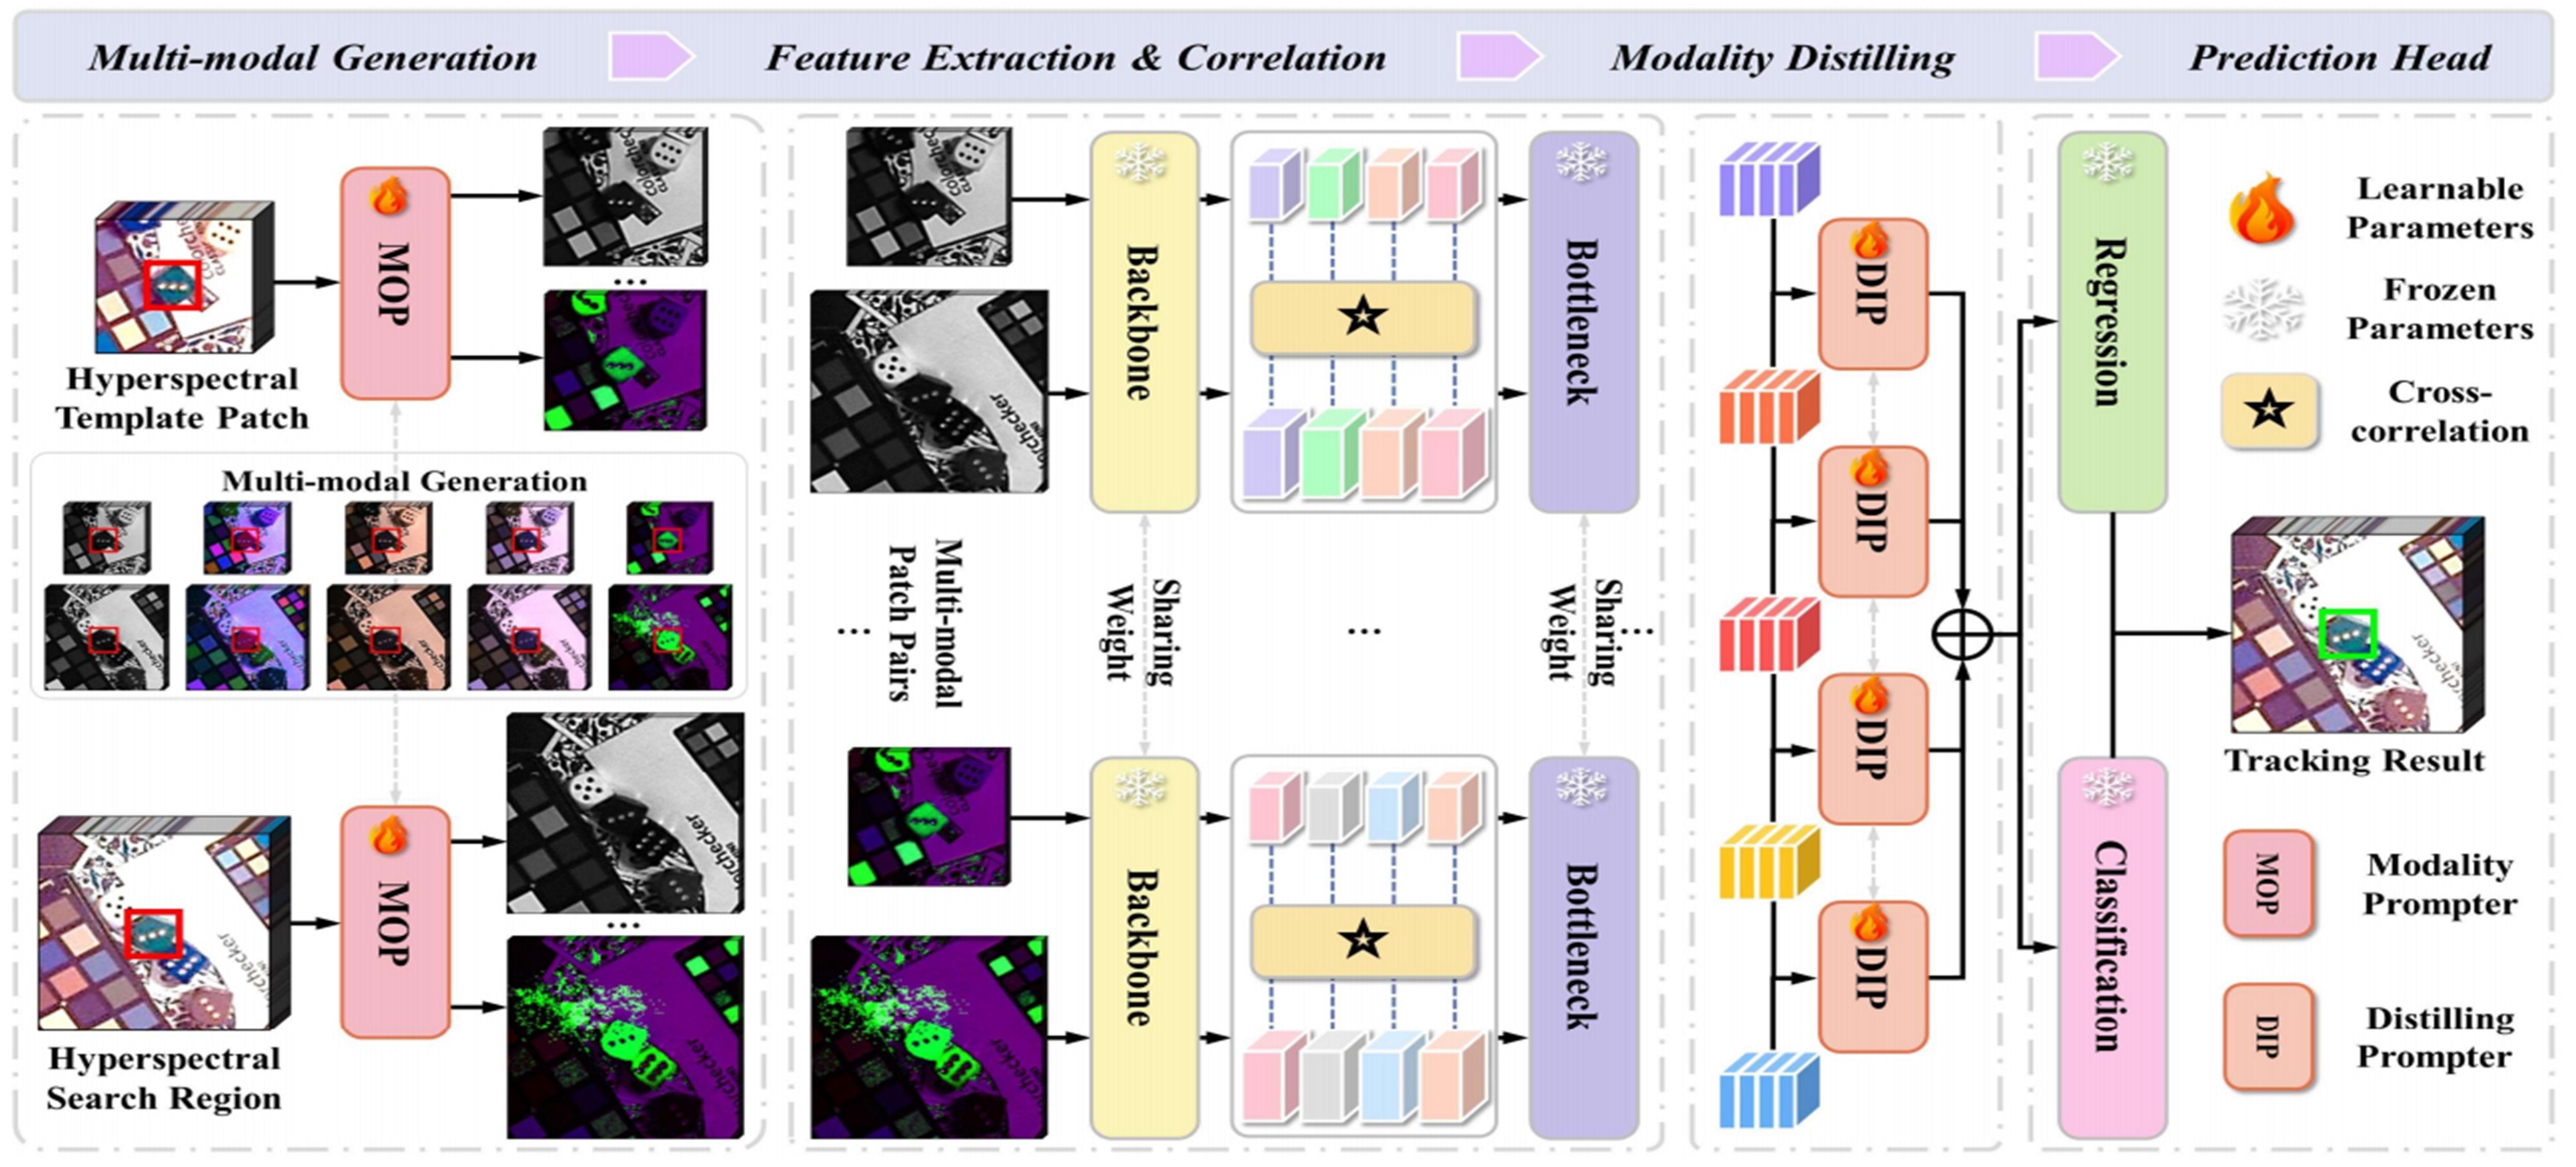 Multi-modal Generation
Feature Extraction & Correlation
Modality Distilling
Prediction Head
MOP
Hyperspectral
Template Patch
...
Multi-modal Generation
MOP
Hyperspectral
Search Region
...
Multi-modal
Patch Pairs
...
Backbone
Bottleneck
Sharing
Weight
...
Sharing
Weight
...
Backbone
Bottleneck
DIP
DIP
DIP
DIP
Regression
Classification
Learnable
Parameters
Frozen
Parameters
Cross-
correlation
Tracking Result
MOP
Modality
Prompter
DIP
Distilling
Prompter